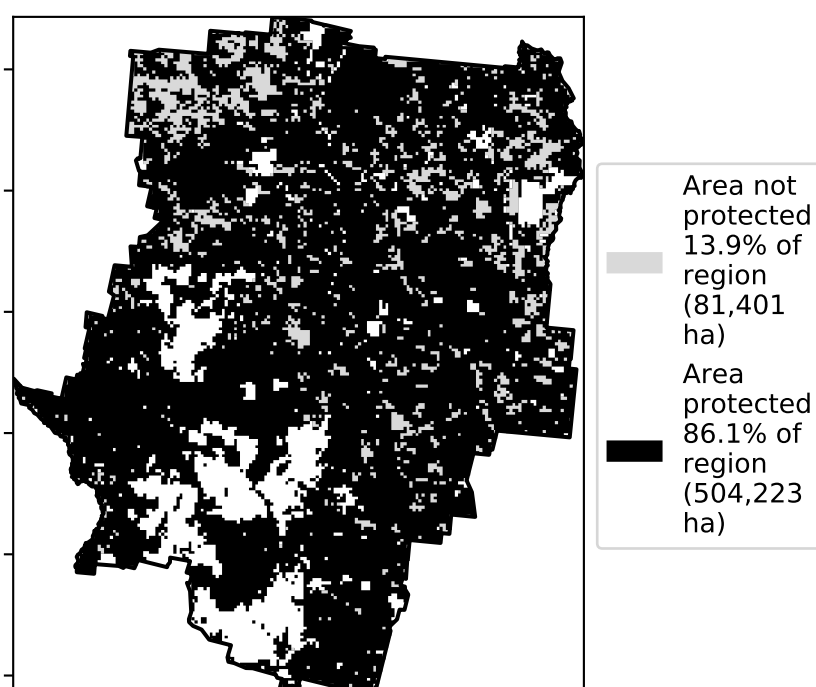 Area not
protected
13.9% of
region
(81,401
ha)
Area
protected
86.1% of
region
(504,223
ha)